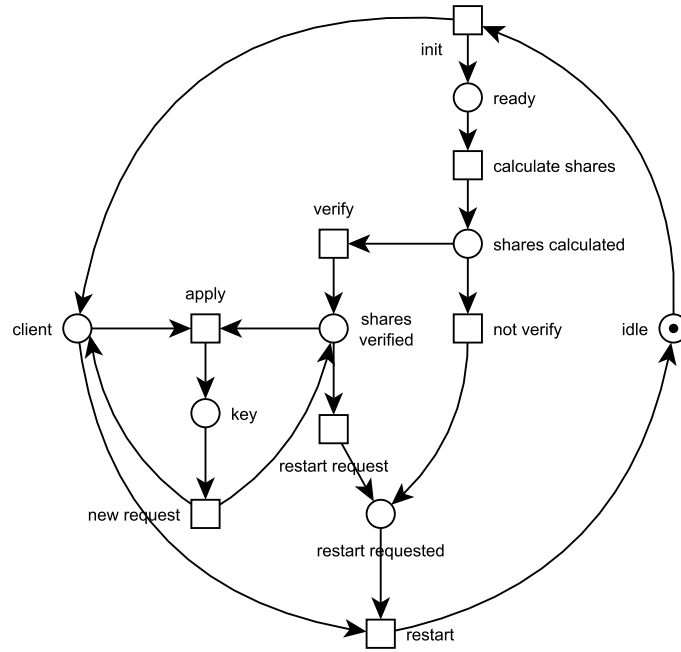 init
ready
calculate shares
verify
shares calculated
apply
client
shares
verified
not verify
idle
key
restart request
new request
restart requested
restart